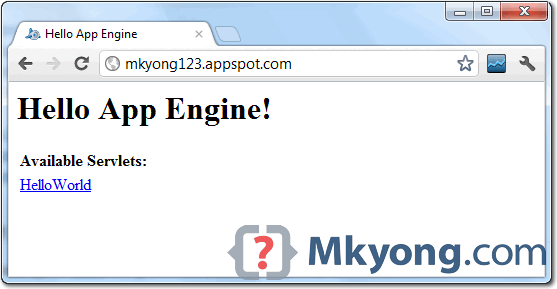 Hello App Engine
mkyong123.appspot.com
Hello App Engine!
Available Servlets:
HelloWorld
{?} Mkyong.com